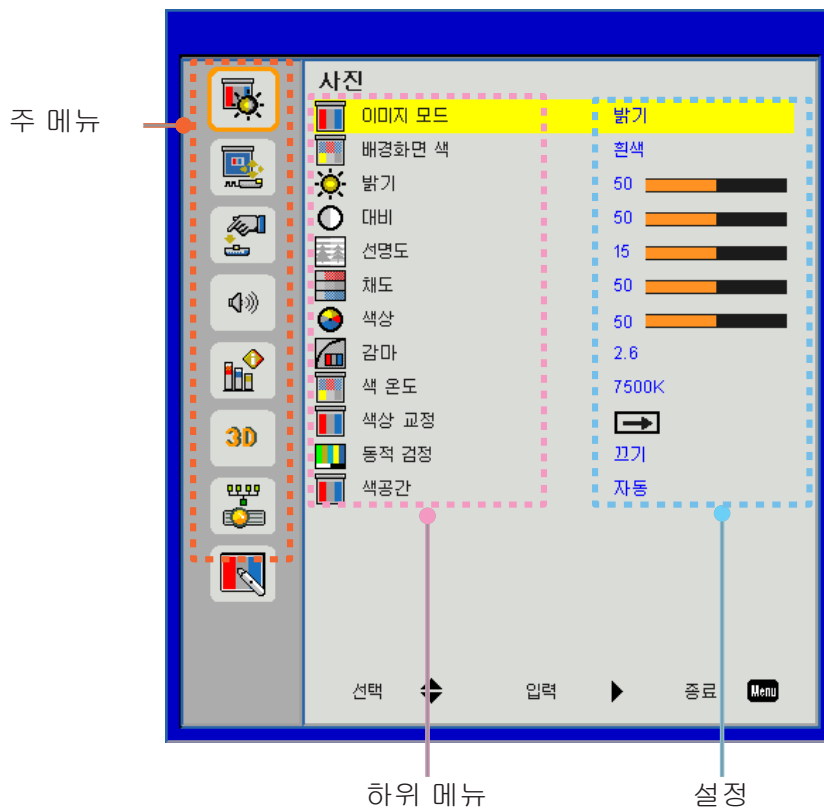 사진
주 메뉴
이미지 모드 밝기
배경화면 색 흰색
밝기 50
대비 50
선명도 15
채도 50
색상 50
감마 2.6
색 온도 7500K
색상 교정
동적 검정 끄기
색공간 자동
3D
선택 입력 종료 Menu
하위 메뉴 설정